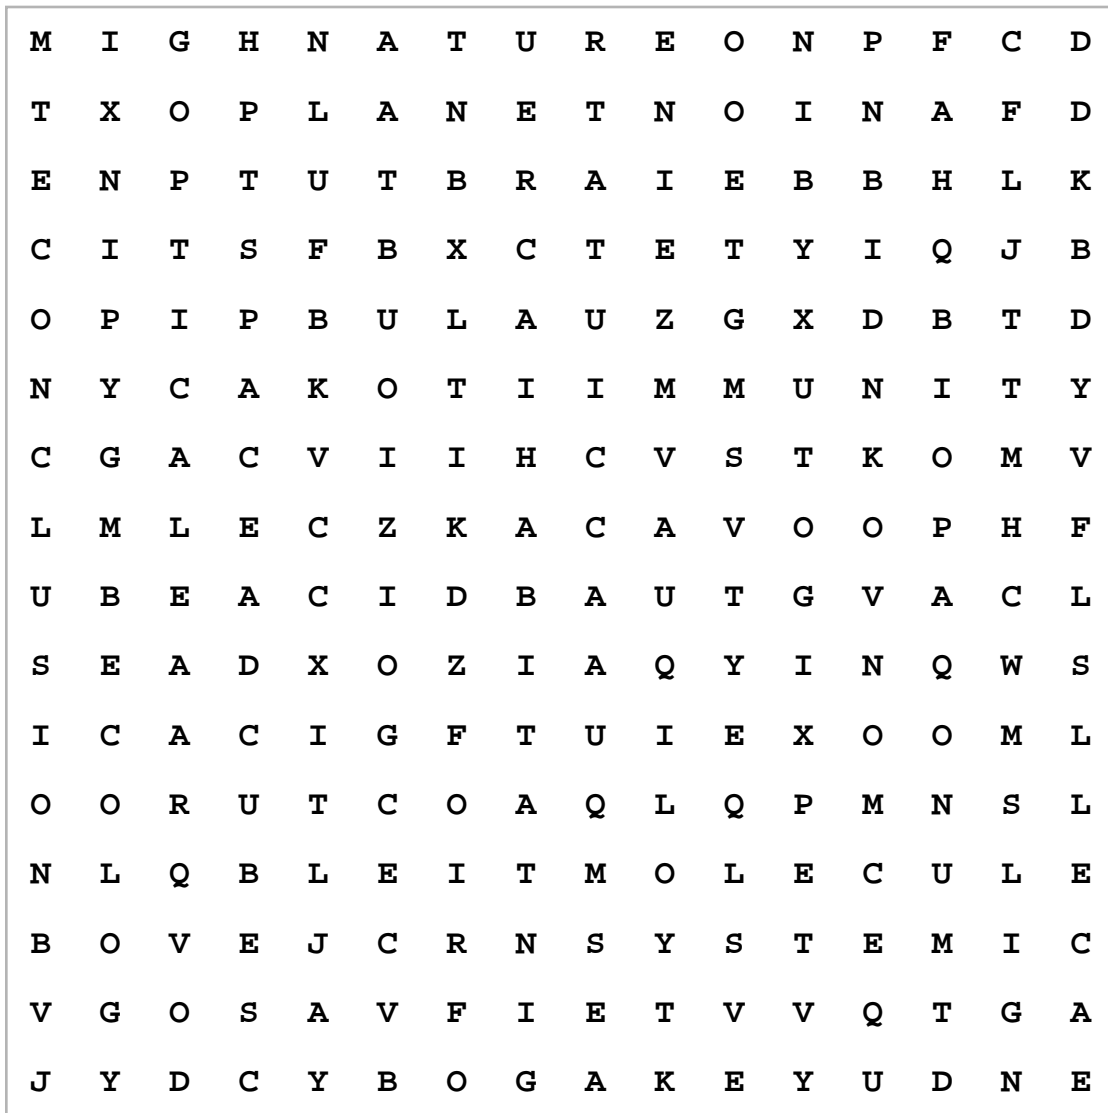 M I G H N A T U R E O N P F C D
T X O P L A N E T N O I N A F D
E N P T U T B R A I E B B H L K
C I T S F B X C T E T Y I Q J B
O P I P B U L A U Z G X D B T D
N Y C A K O T I I M M U N I T Y
C G A C V I I H C V S T K O M V
L M L E C Z K A C A V O O P H F
U B E A C I D B A U T G V A C L
S E A D X O Z I A Q Y I N Q W S
I C A C I G F T U I E X O O M L
O O R U T C O A Q L Q P M N S L
N L Q B L E I T M O L E C U L E
B O V E J C R N S Y S T E M I C
V G O S A V F I E T V V Q T G A
J Y D C Y B O G A K E Y U D N E